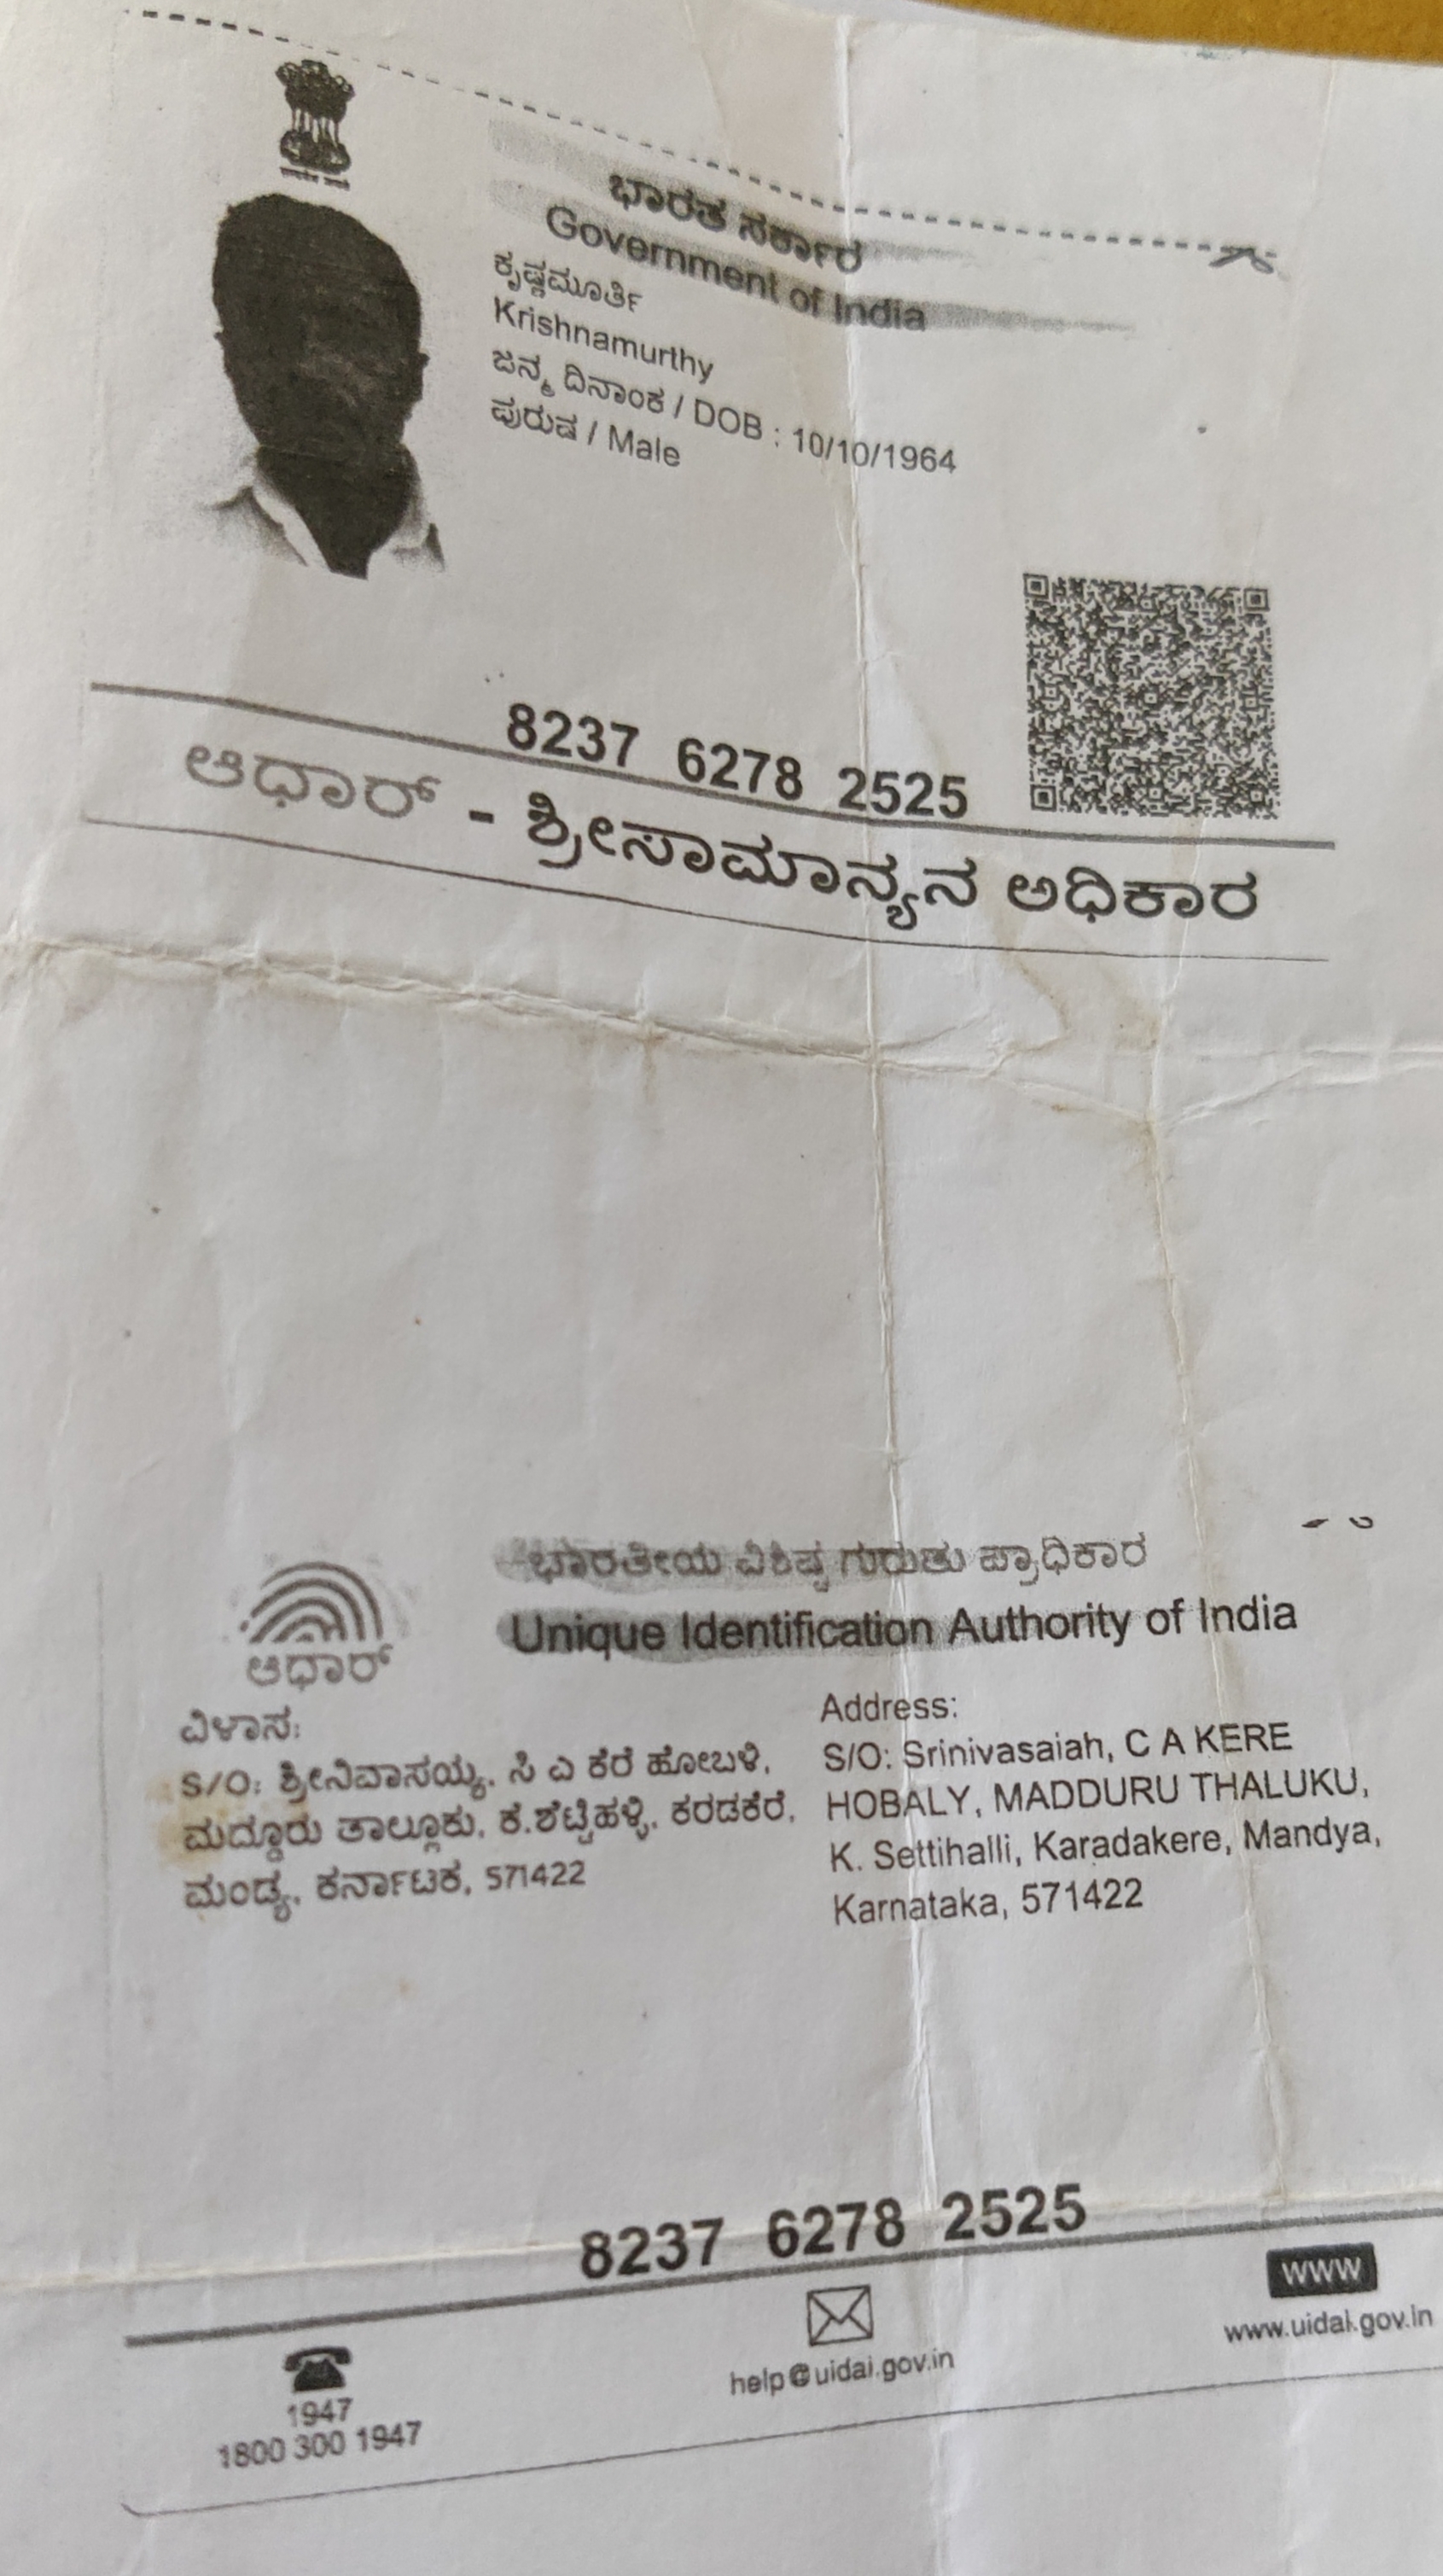 ಭಾರತ ಸರ್ಕಾರ
Government of India
ಕೃಷ್ಣಮೂರ್ತಿ
Krishnamurthy
ಜನ್ಮ ದಿನಾಂಕ / DOB : 10/10/1964
ಪುರುಷ / Male
8237 6278 2525
ಆಧಾರ್ - ಶ್ರೀಸಾಮಾನ್ಯನ ಅಧಿಕಾರ
ಭಾರತೀಯ ವಿಶಿಷ್ಟ ಗುರುತು ಪ್ರಾಧಿಕಾರ
Unique Identification Authority of India
ಆಧಾರ್
ವಿಳಾಸ:
S/O: ಶ್ರೀನಿವಾಸಯ್ಯ, ಸಿ ಎ ಕೆರೆ ಹೋಬಳಿ,
ಮದ್ದೂರು ತಾಲ್ಲೂಕು, ಕೆ.ಶೆಟ್ಟಿಹಳ್ಳಿ, ಕರಡಕೆರೆ,
ಮಂಡ್ಯ, ಕರ್ನಾಟಕ, 571422
Address:
S/O: Srinivasaiah, C A KERE
HOBALY, MADDURU THALUKU,
K. Settihalli, Karadakere, Mandya,
Karnataka, 571422
8237 6278 2525
1947
1800 300 1947
help@uidai.gov.in
www
www.uidai.gov.in